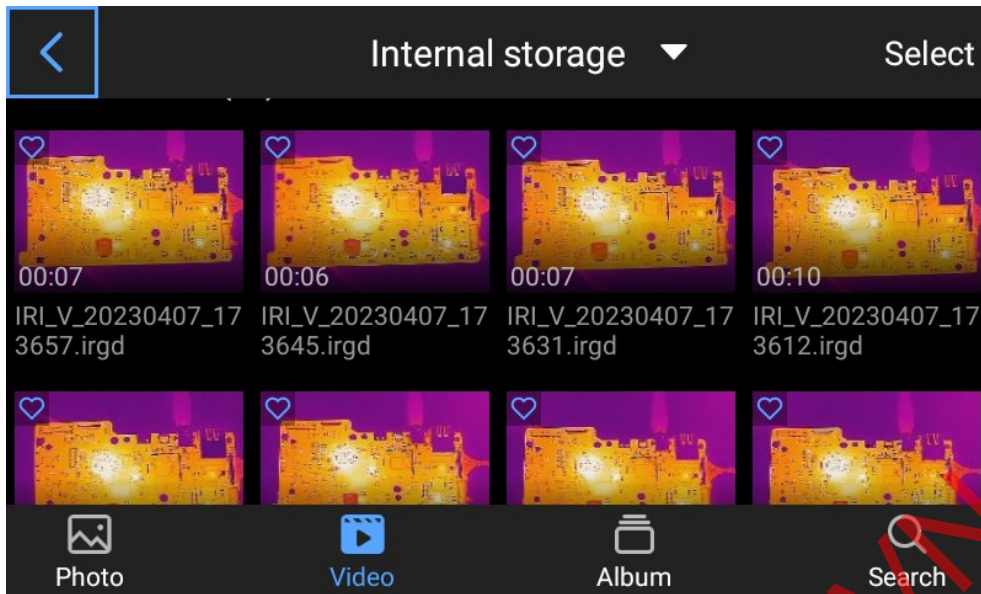 Internal storage
Select
00:07
00:06
00:07
00:10
IRI_V_20230407_17
3657.irgd
IRI_V_20230407_17
3645.irgd
IRI_V_20230407_17
3631.irgd
IRI_V_20230407_17
3612.irgd
Photo
Video
Album
Search